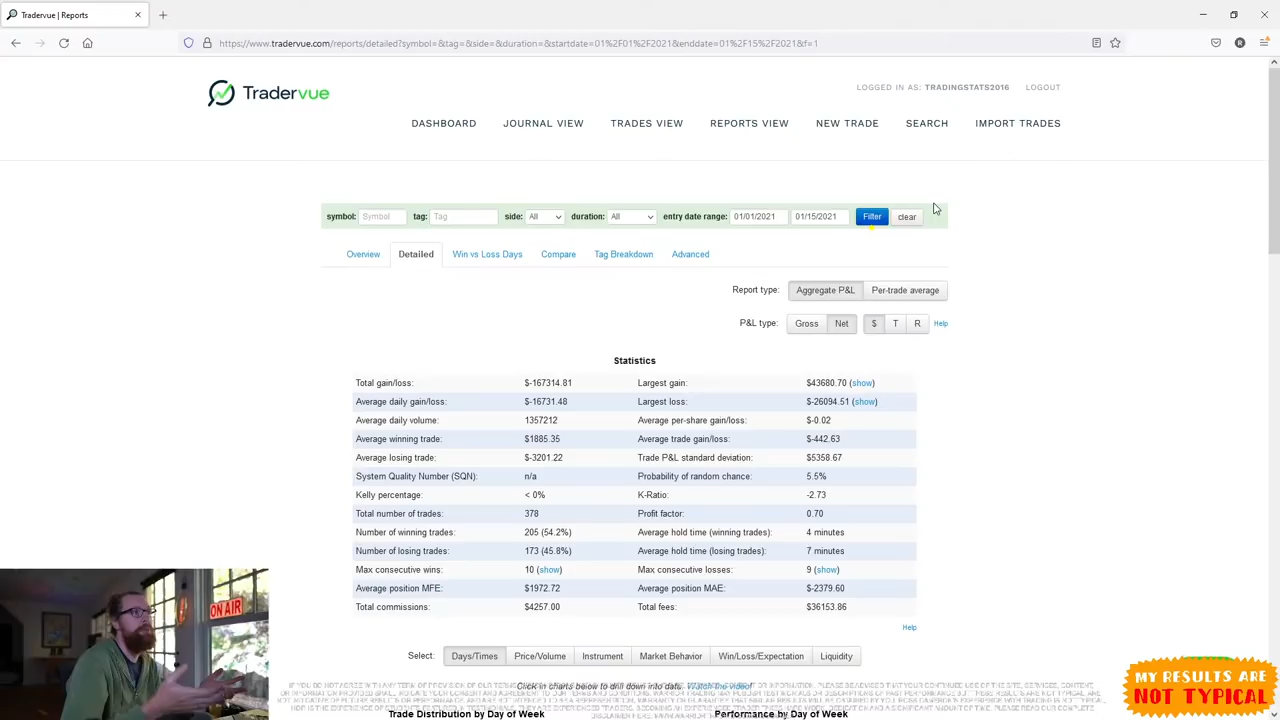 Tradervue | Reports
https://www.tradervue.com/reports/detailed?symbol=&tag=&side=&duration=&startdate=01%2F01%2F2021&enddate=01%2F15%2F2021&f=1
Tradervue
LOGGED IN AS: TRADINGSTATS2016 LOGOUT
DASHBOARD JOURNAL VIEW TRADES VIEW REPORTS VIEW NEW TRADE SEARCH IMPORT TRADES
symbol: Symbol tag: Tag side: All duration: All entry date range: 01/01/2021 01/15/2021 Filter clear
Overview Detailed Win vs Loss Days Compare Tag Breakdown Advanced
Report type: Aggregate P&L Per-trade average
P&L type: Gross Net $ T R Help
Statistics
Total gain/loss: $-167314.81 Largest gain: $43680.70 (show)
Average daily gain/loss: $-16731.48 Largest loss: $-26094.51 (show)
Average daily volume: 1357212 Average per-share gain/loss: $-0.02
Average winning trade: $1885.35 Average trade gain/loss: $-442.63
Average losing trade: $-3201.22 Trade P&L standard deviation: $5358.67
System Quality Number (SQN): n/a Probability of random chance: 5.5%
Kelly percentage: < 0% K-Ratio: -2.73
Total number of trades: 378 Profit factor: 0.70
Number of winning trades: 205 (54.2%) Average hold time (winning trades): 4 minutes
Number of losing trades: 173 (45.8%) Average hold time (losing trades): 7 minutes
Max consecutive wins: 10 (show) Max consecutive losses: 9 (show)
Average position MFE: $1972.72 Average position MAE: $-2379.60
Total commissions: $4257.00 Total fees: $36153.86
Help
Select: Days/Times Price/Volume Instrument Market Behavior Win/Loss/Expectation Liquidity
Click in charts below to drill down into data. Watch the video!
Trade Distribution by Day of Week Performance by Day of Week
ON AIR
R
MY RESULTS ARE
NOT TYPICAL